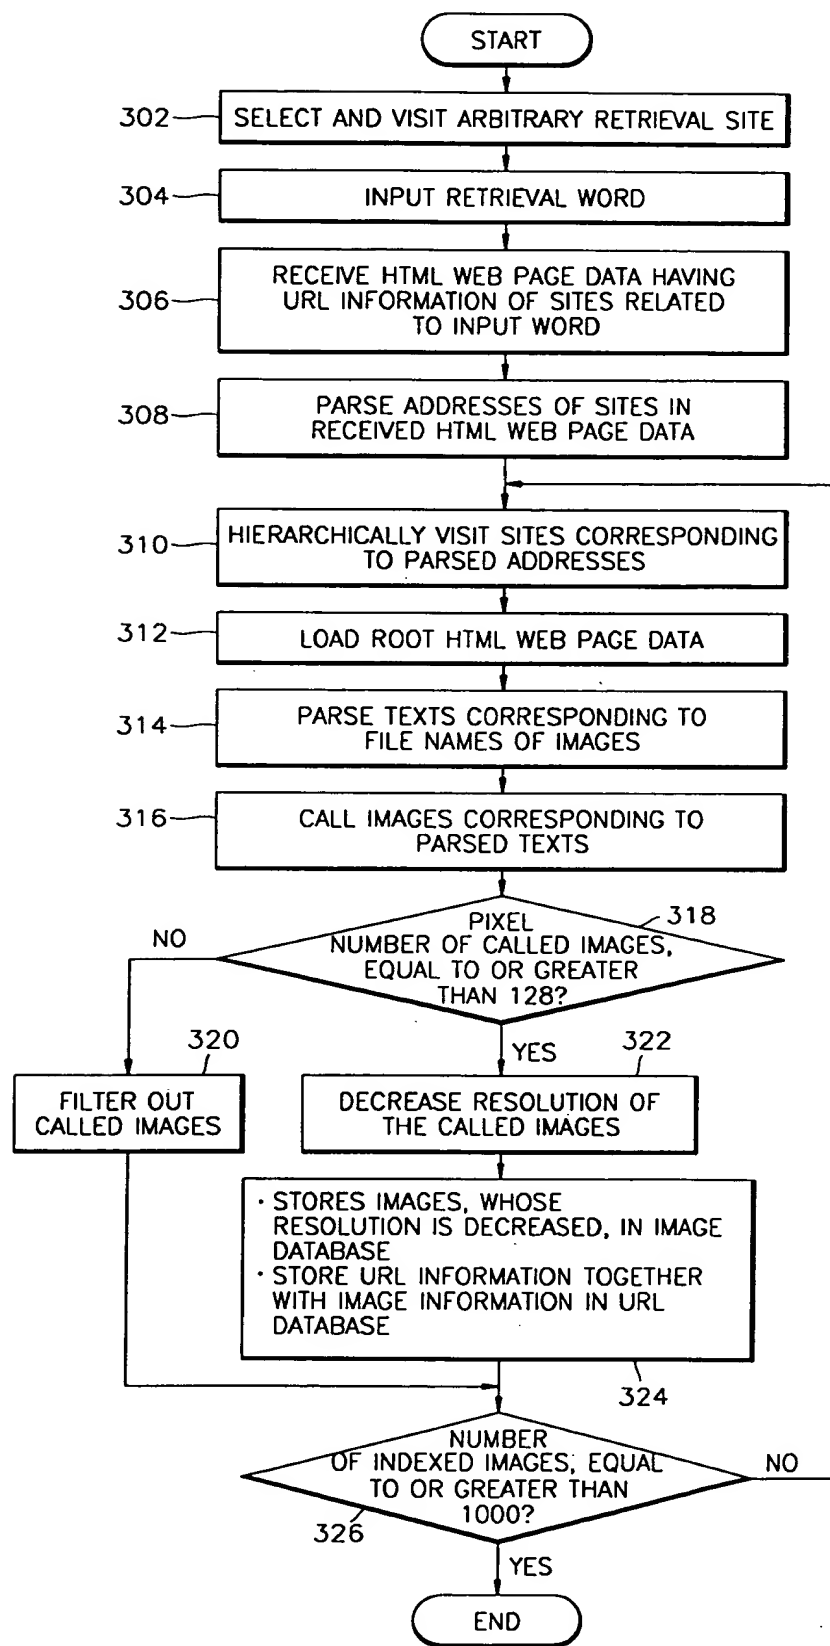 START
302
SELECT AND VISIT ARBITRARY RETRIEVAL SITE
304
INPUT RETRIEVAL WORD
306
RECEIVE HTML WEB PAGE DATA HAVING
URL INFORMATION OF SITES RELATED
TO INPUT WORD
308
PARSE ADDRESSES OF SITES IN
RECEIVED HTML WEB PAGE DATA
310
HIERARCHICALLY VISIT SITES CORRESPONDING
TO PARSED ADDRESSES
312
LOAD ROOT HTML WEB PAGE DATA
314
PARSE TEXTS CORRESPONDING TO
FILE NAMES OF IMAGES
316
CALL IMAGES CORRESPONDING TO
PARSED TEXTS
318
PIXEL
NUMBER OF CALLED IMAGES,
EQUAL TO OR GREATER
THAN 128?
NO
YES
320
FILTER OUT
CALLED IMAGES
322
DECREASE RESOLUTION OF
THE CALLED IMAGES
· STORES IMAGES, WHOSE
RESOLUTION IS DECREASED, IN IMAGE
DATABASE
· STORE URL INFORMATION TOGETHER
WITH IMAGE INFORMATION IN URL
DATABASE
324
NUMBER
OF INDEXED IMAGES, EQUAL
TO OR GREATER THAN
1000?
326
NO
YES
END